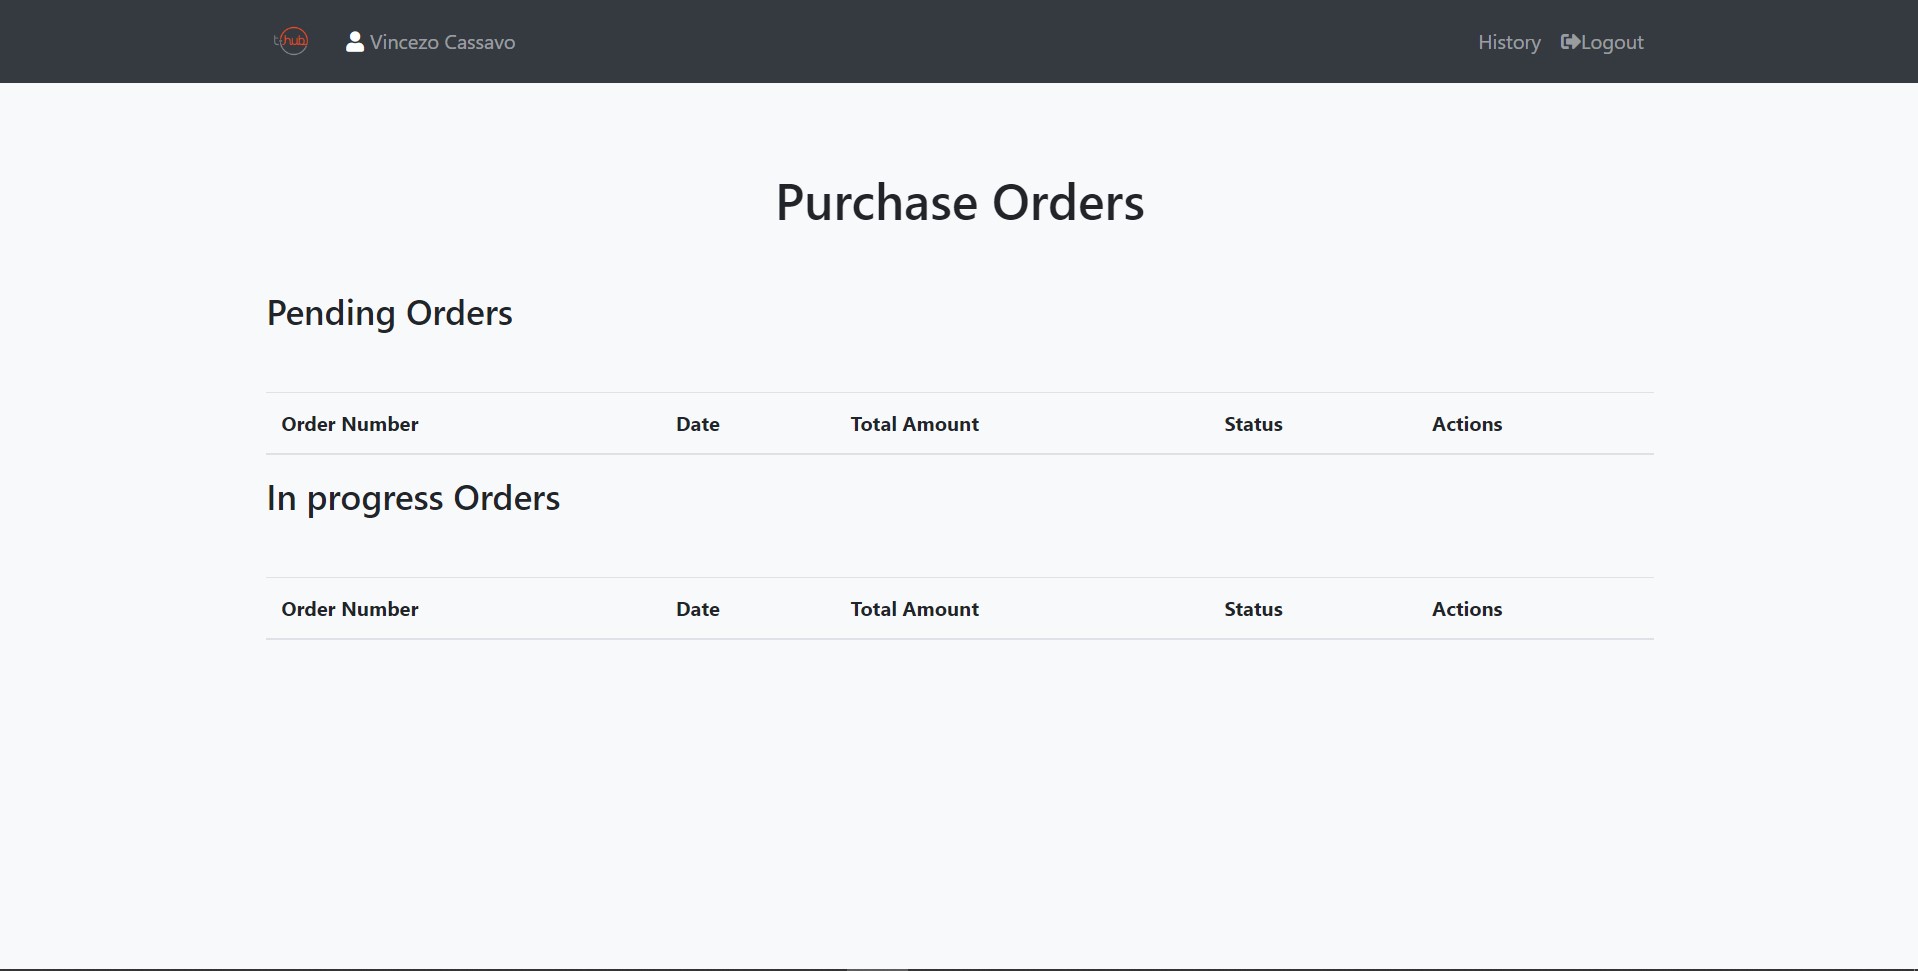 t-hub Vincezo Cassavo History Logout
Purchase Orders
Pending Orders
Order Number Date Total Amount Status Actions
In progress Orders
Order Number Date Total Amount Status Actions